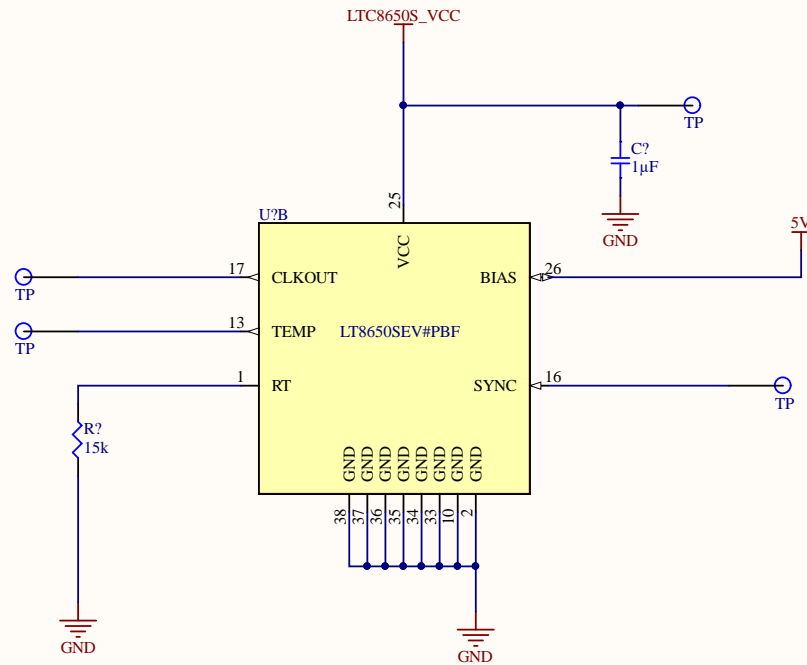 LTC8650S_VCC
TP
C?
1µF
GND
25
U?B
5V
VCC
17
CLKOUT
BIAS
26
TP
13
TEMP
LT8650SEV#PBF
TP
1
RT
SYNC
16
TP
R?
15k
GND
GND
GND
GND
GND
GND
GND
GND
38
37
36
35
34
33
10
2
GND
GND